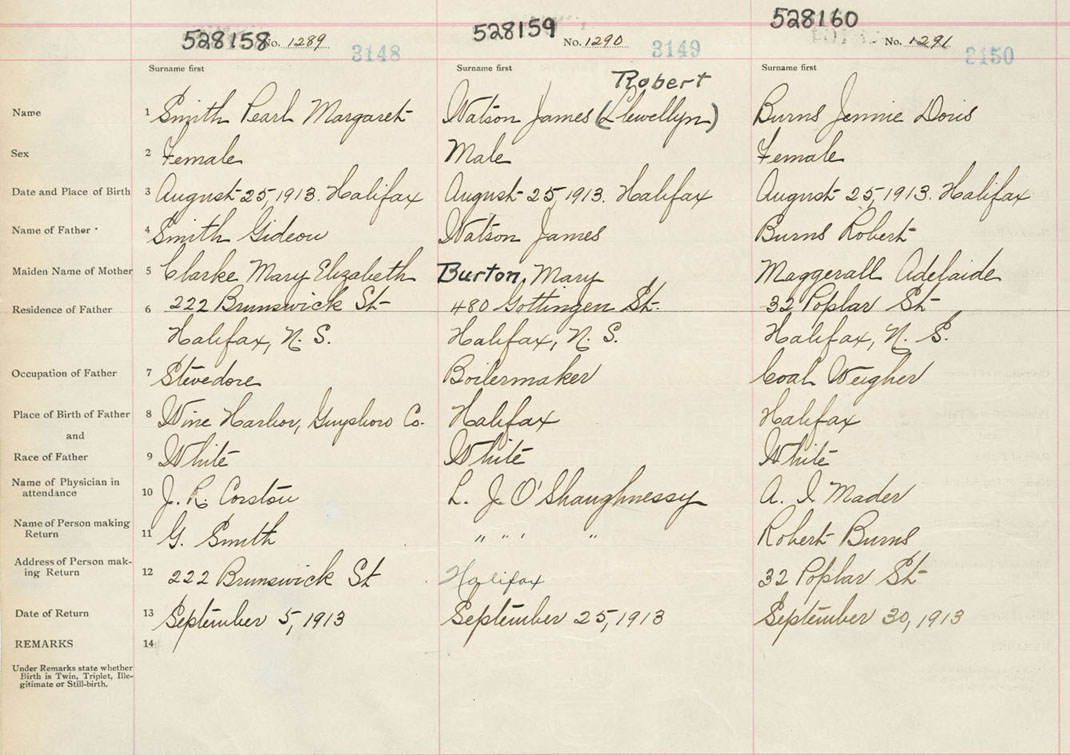 528158 No. 1289 3148 528159 No. 1290 3149 528160 No. 1291 3150
Surname first Surname first Surname first
Robert
Name 1 Smith Pearl Margaret Watson James (Llewellyn) Burns Jennie Doris
Sex 2 Female Male Female
Date and Place of Birth 3 August 25, 1913. Halifax August 25, 1913. Halifax August 25, 1913. Halifax
Name of Father 4 Smith Gideon Watson James Burns Robert
Maiden Name of Mother 5 Clarke Mary Elizabeth Burton, Mary Maggerall Adelaide
Residence of Father 6 222 Brunswick St 480 Gottingen St. 32 Poplar St
Halifax, N. S. Halifax, N. S. Halifax, N. S.
Occupation of Father 7 Stevedore Boilermaker Coal Weigher
Place of Birth of Father 8 Wine Harbor, Guysboro Co. Halifax Halifax
and
Race of Father 9 White White White
Name of Physician in
attendance 10 J. R. Corston L. J. O'Shaughnessy A. I Mader
Name of Person making
Return 11 G. Smith " " " " Robert Burns
Address of Person mak-
ing Return 12 222 Brunswick St Halifax 32 Poplar St
Date of Return 13 September 5, 1913 September 25, 1913 September 30, 1913
REMARKS 14
Under Remarks state whether
Birth is Twin, Triplet, Ille-
gitimate or Still-birth.